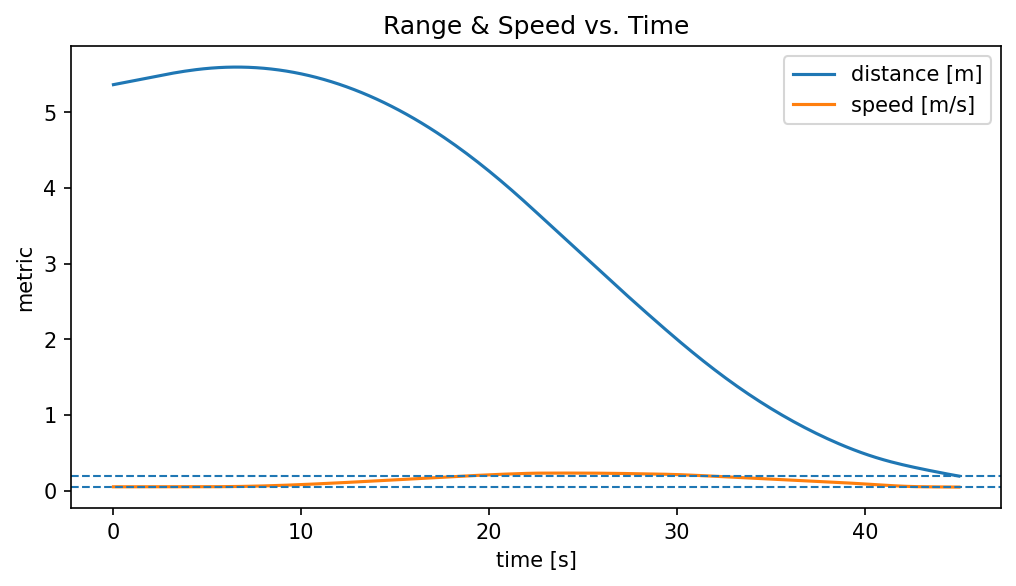 Range & Speed vs. Time
distance [m]
speed [m/s]
metric
5
4
3
2
1
0
0 10 20 30 40
time [s]